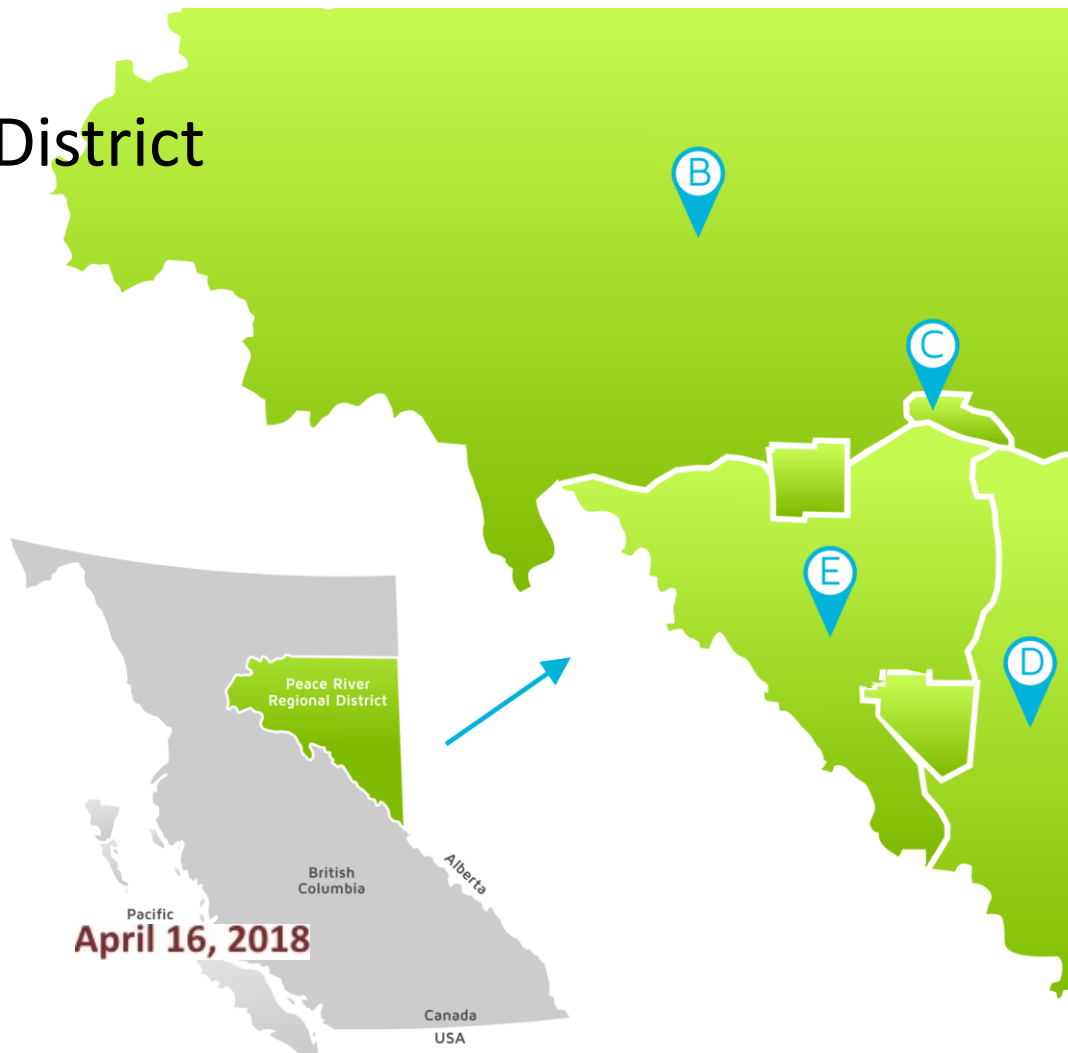 District
B
C
E
D
Peace River
Regional District
British
Columbia
Alberta
Pacific
April 16, 2018
Canada
USA